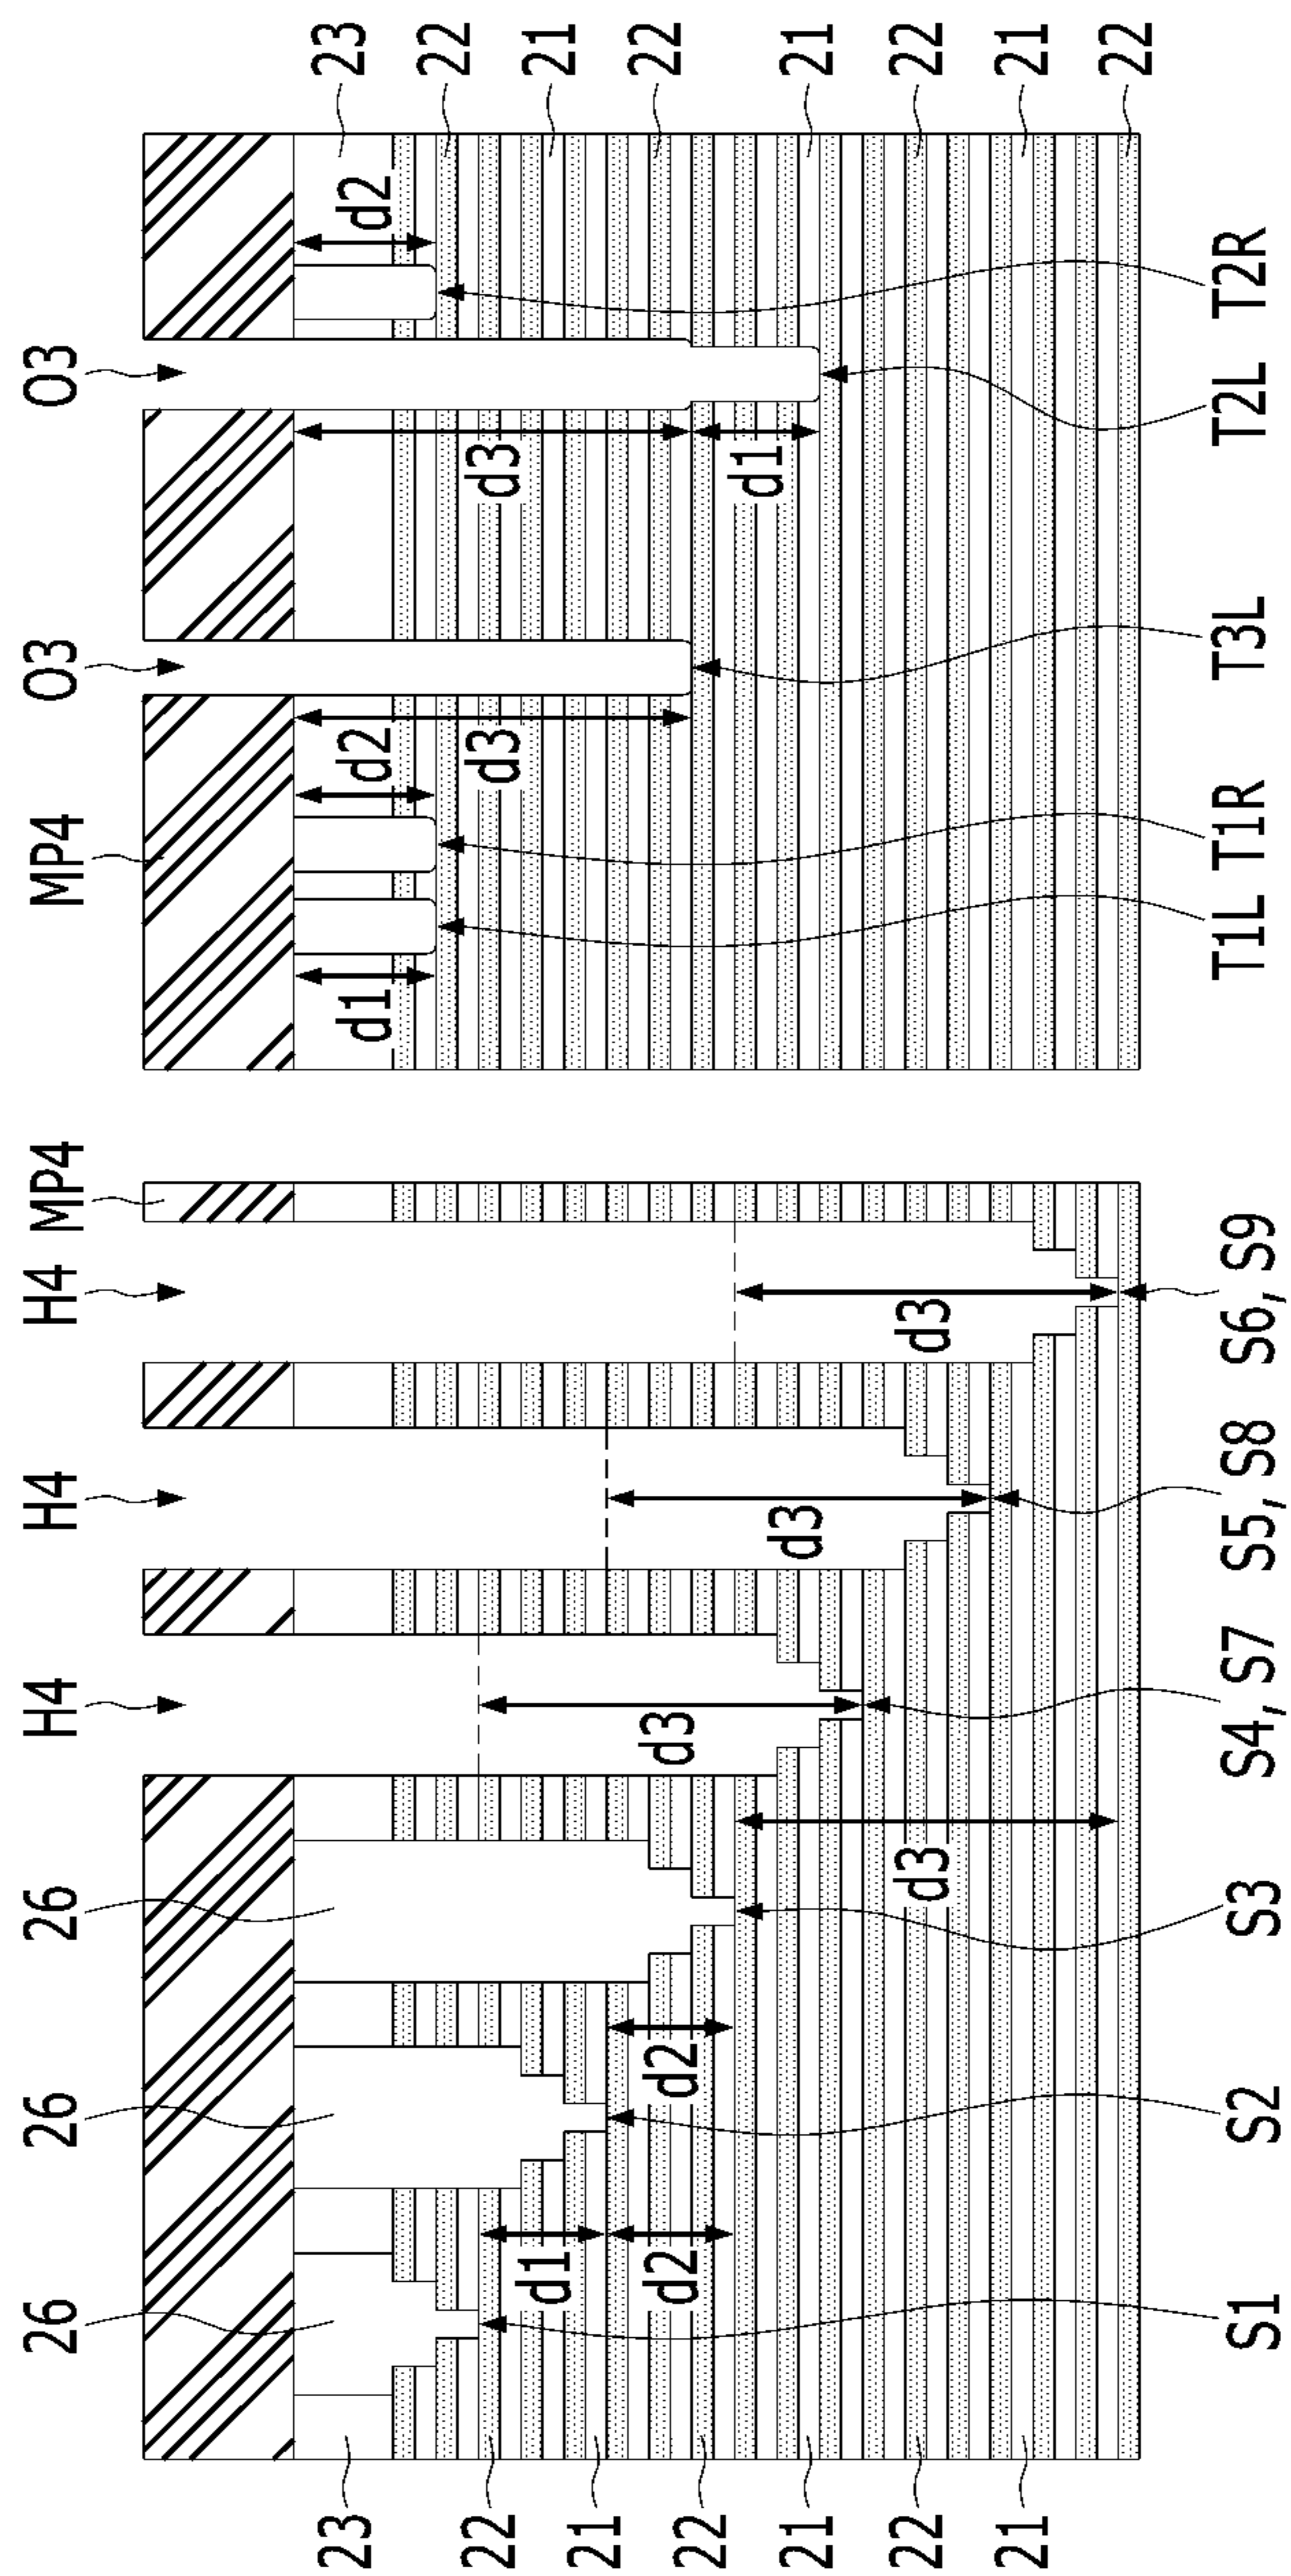 26 26 26 H4 H4 H4 MP4 MP4 O3 O3
23 d1 d2 d2 23
22
22 d3 d3
d1 21
21
d2 d2 d3 22
22
d1
21 d3 21
22 d3 d3 22
21 21
22
S1 S2 S3 S4, S7 S5, S8 S6, S9 T1L T1R T3L T2L T2R